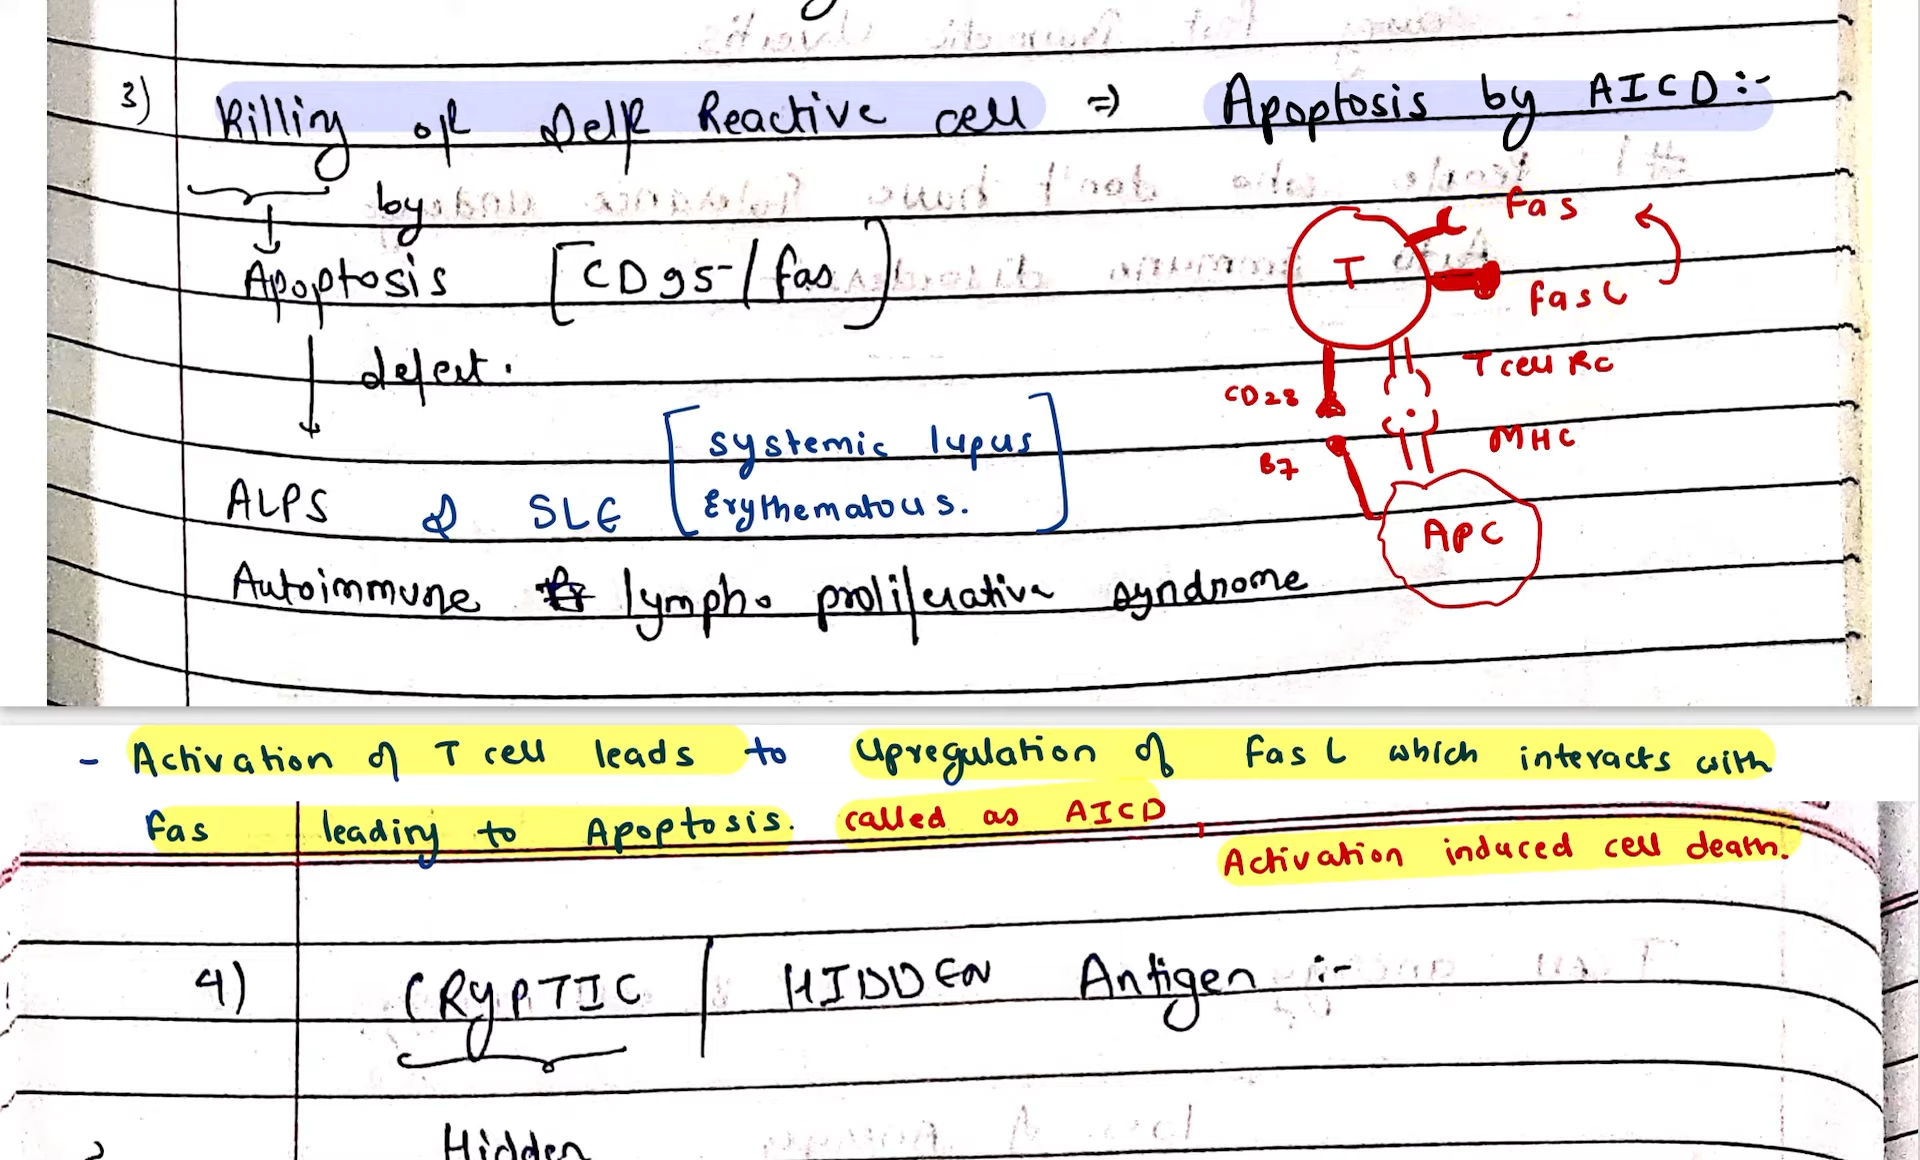 3) Killing of Self Reactive cell => Apoptosis by AICD :-
by
Apoptosis [CD95/fas]
defect.
ALPS & SLE [systemic lupus
Erythematous.]
Autoimmune lympho proliferative syndrome
T
Fas
FasL
T cell Rc
CD28
MHC
B7
APC
- Activation of T cell leads to Upregulation of Fas L which interacts with
Fas leading to Apoptosis. called as AICD,
Activation induced cell death.
4) CRYPTIC | HIDDEN Antigen :-
Hidden